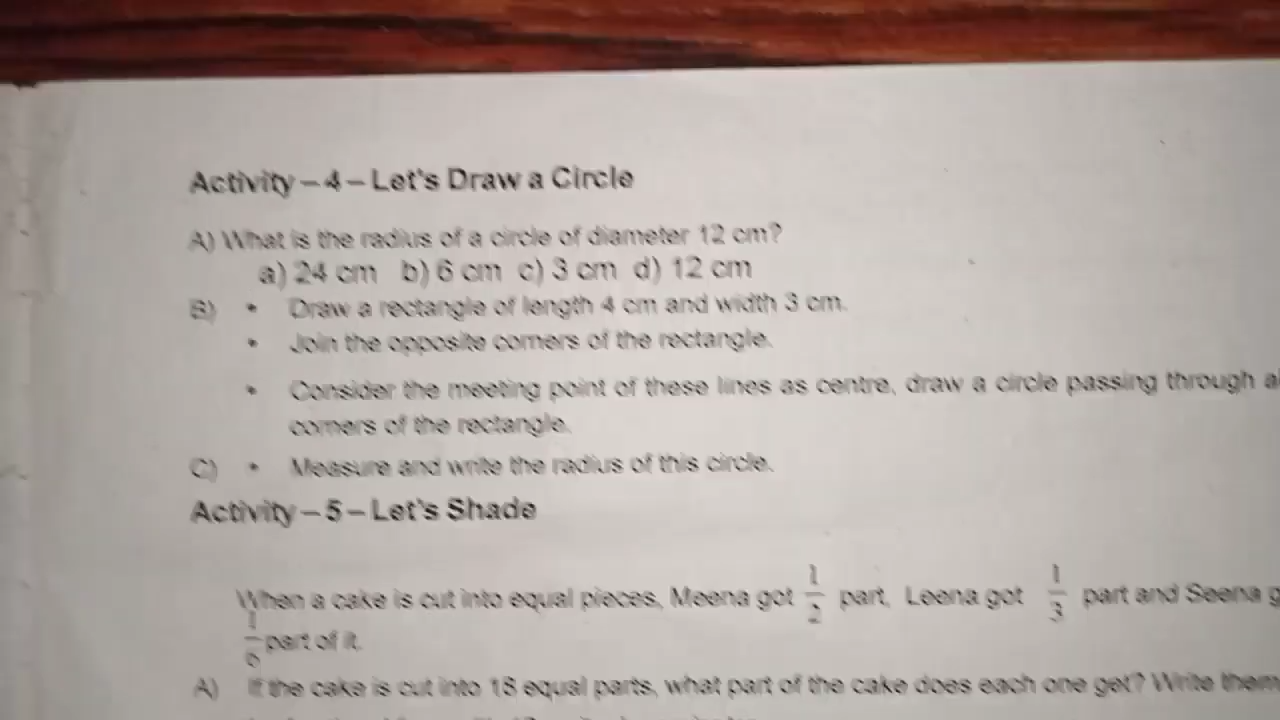 Activity – 4 – Let's Draw a Circle
A) What is the radius of a circle of diameter 12 cm?
a) 24 cm b) 6 cm c) 3 cm d) 12 cm
B) • Draw a rectangle of length 4 cm and width 3 cm.
• Join the opposite corners of the rectangle.
• Consider the meeting point of these lines as centre, draw a circle passing through
corners of the rectangle.
C) • Measure and write the radius of this circle.
Activity – 5 – Let's Shade
When a cake is cut into equal pieces, Meena got 1/2 part, Leena got 1/3 part and Seena
1/6 part of it.
A) If the cake is cut into 18 equal parts, what part of the cake does each one get? Write them